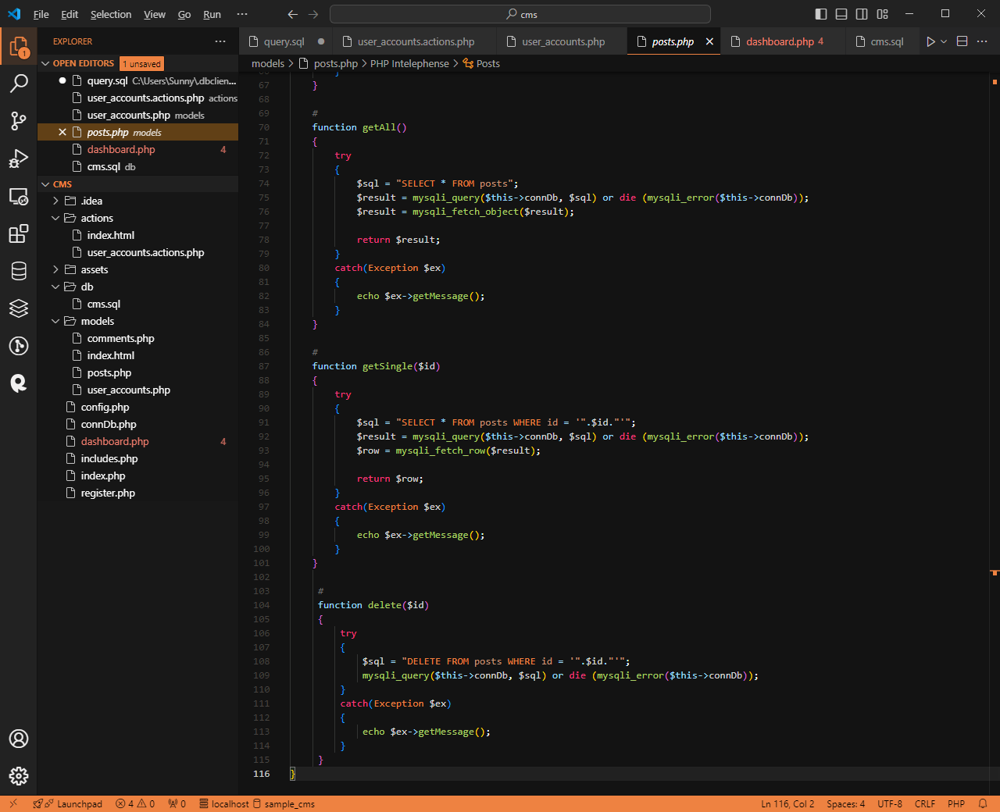 File Edit Selection View Go Run ··· cms
EXPLORER ···
OPEN EDITORS 1 unsaved
query.sql C:\Users\Sunny\.dbclien...
user_accounts.actions.php actions
user_accounts.php models
posts.php models
dashboard.php 4
cms.sql db
CMS
.idea
actions
index.html
user_accounts.actions.php
assets
db
cms.sql
models
comments.php
index.html
posts.php
user_accounts.php
config.php
connDb.php
dashboard.php 4
includes.php
index.php
register.php
1
query.sql user_accounts.actions.php user_accounts.php posts.php dashboard.php 4 cms.sql ···
models > posts.php > PHP Intelephense > Posts
67 }
68
69 #
70 function getAll()
71 {
72 try
73 {
74 $sql = "SELECT * FROM posts";
75 $result = mysqli_query($this->connDb, $sql) or die (mysqli_error($this->connDb));
76 $result = mysqli_fetch_object($result);
77
78 return $result;
79 }
80 catch(Exception $ex)
81 {
82 echo $ex->getMessage();
83 }
84 }
85
86 #
87 function getSingle($id)
88 {
89 try
90 {
91 $sql = "SELECT * FROM posts WHERE id = '".$id."'";
92 $result = mysqli_query($this->connDb, $sql) or die (mysqli_error($this->connDb));
93 $row = mysqli_fetch_row($result);
94
95 return $row;
96 }
97 catch(Exception $ex)
98 {
99 echo $ex->getMessage();
100 }
101 }
102
103 #
104 function delete($id)
105 {
106 try
107 {
108 $sql = "DELETE FROM posts WHERE id = '".$id."'";
109 mysqli_query($this->connDb, $sql) or die (mysqli_error($this->connDb));
110 }
111 catch(Exception $ex)
112 {
113 echo $ex->getMessage();
114 }
115 }
116 }
Launchpad 4 0 0 localhost sample_cms Ln 116, Col 2 Spaces: 4 UTF-8 CRLF PHP